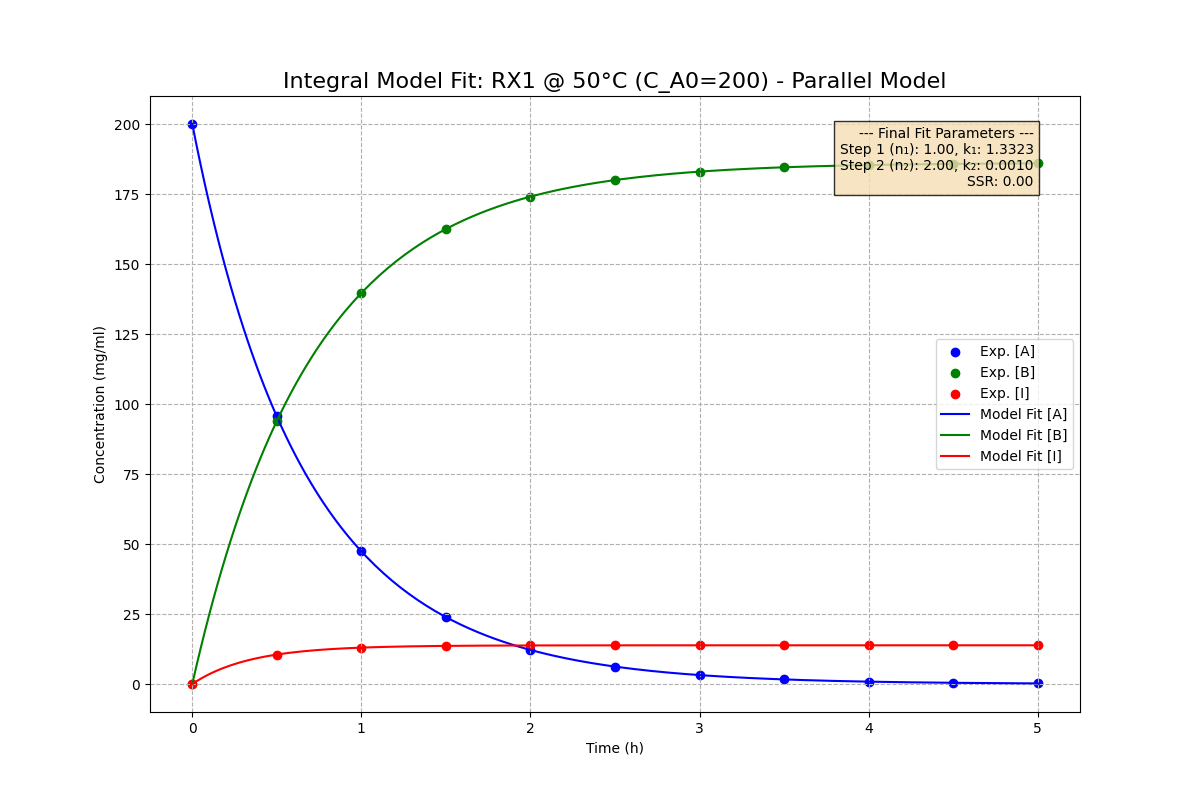 Integral Model Fit: RX1 @ 50°C (C_A0=200) - Parallel Model
--- Final Fit Parameters ---
Step 1 (n₁): 1.00, k₁: 1.3323
Step 2 (n₂): 2.00, k₂: 0.0010
SSR: 0.00
Concentration (mg/ml)
200
175
150
125
100
75
50
25
0
Exp. [A]
Exp. [B]
Exp. [I]
Model Fit [A]
Model Fit [B]
Model Fit [I]
0 1 2 3 4 5
Time (h)